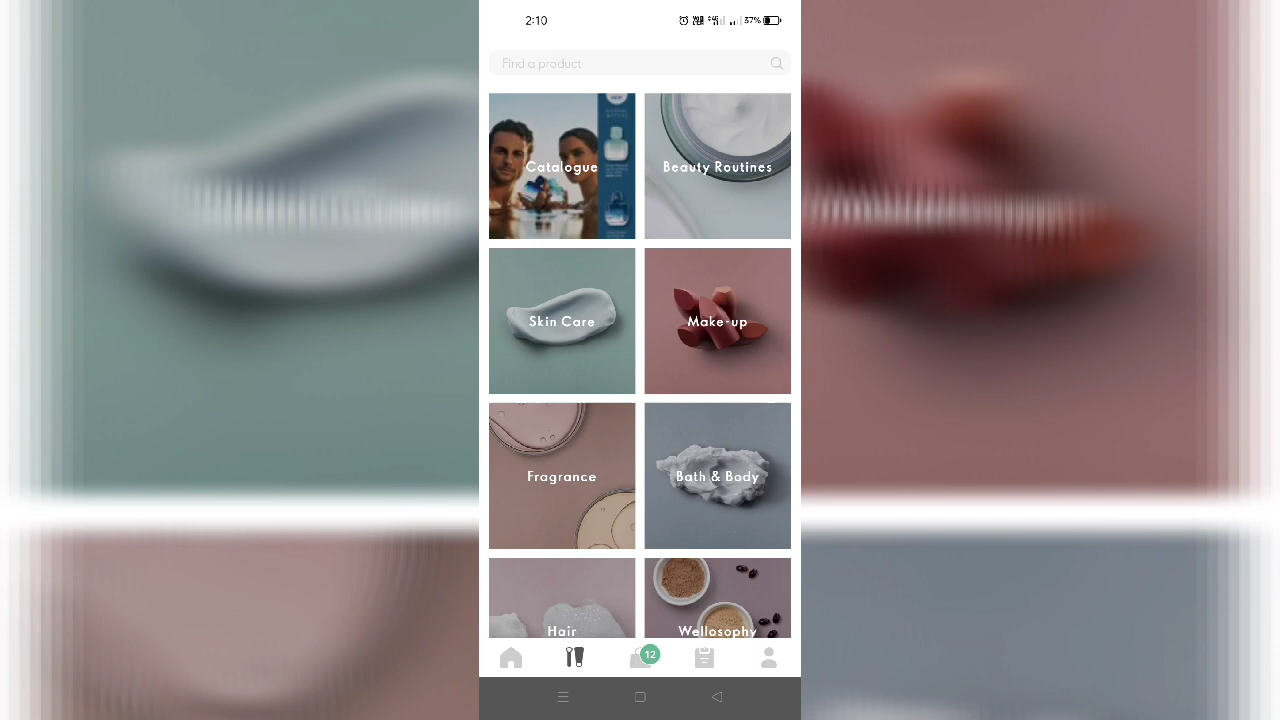 2:10
37%
Find a product
Catalogue
Beauty Routines
Skin Care
Make-up
Fragrance
Bath & Body
Hair
Wellosophy
12